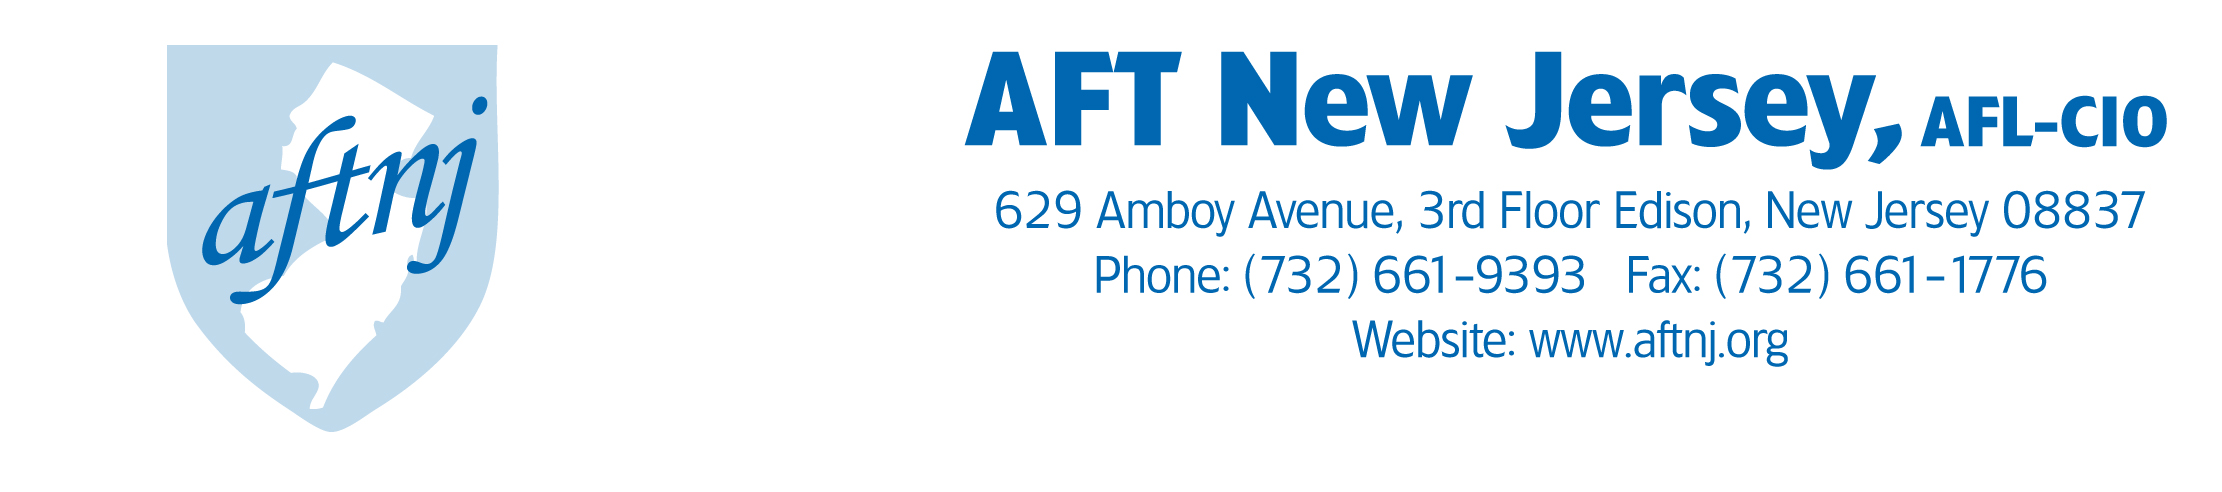 aftnj
AFT New Jersey, AFL-CIO
629 Amboy Avenue, 3rd Floor Edison, New Jersey 08837
Phone: (732) 661-9393 Fax: (732) 661-1776
Website: www.aftnj.org